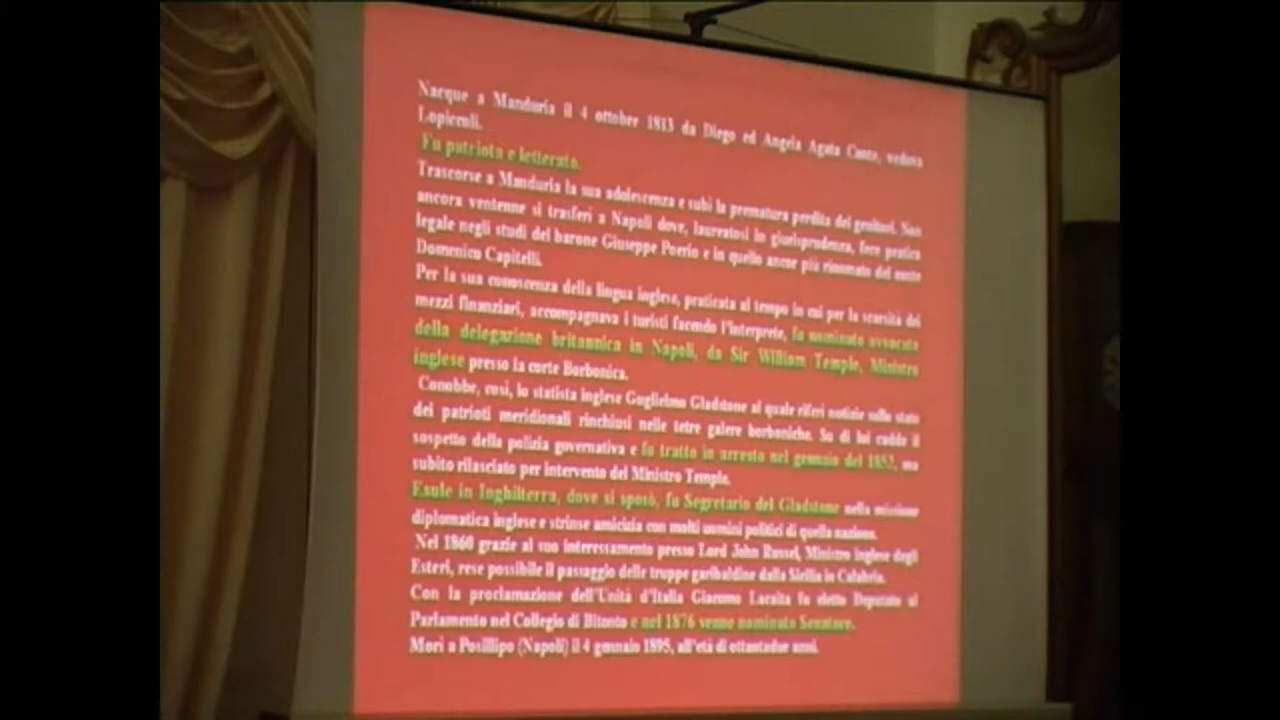 Nacque a Manduria il 4 ottobre 1813 da Diego ed Angela Agata Conte, vedova
Lopiccoli.
Fu patriota e letterato.
Trascorse a Manduria la sua adolescenza e subì la prematura perdita dei genitori. Non
ancora ventenne si trasferì a Napoli dove, laureatosi in giurisprudenza, fece pratica
legale negli studi del barone Giuseppe Poerio e in quello ancor più rinomato del conte
Domenico Capitelli.
Per la sua conoscenza della lingua inglese, praticata al tempo in cui per la scarsità dei
mezzi finanziari, accompagnava i turisti facendo l'interprete, fu nominato avvocato
della delegazione britannica in Napoli, da Sir William Temple, Ministro
inglese presso la corte Borbonica.
Conobbe, così, lo statista inglese Guglielmo Gladstone al quale riferì notizie sullo stato
dei patrioti meridionali rinchiusi nelle tetre galere borboniche. Su di lui cadde il
sospetto della polizia governativa e fu tratto in arresto nel gennaio del 1852, ma
subito rilasciato per intervento del Ministro Temple.
Esule in Inghilterra, dove si sposò, fu Segretario del Gladstone nella missione
diplomatica inglese e strinse amicizia con molti uomini politici di quella nazione.
Nel 1860 grazie al suo interessamento presso Lord John Russel, Ministro inglese degli
Esteri, rese possibile il passaggio delle truppe garibaldine dalla Sicilia in Calabria.
Con la proclamazione dell'Unità d'Italia Giacomo Lacaita fu eletto Deputato al
Parlamento nel Collegio di Bitonto e nel 1876 venne nominato Senatore.
Morì a Posillipo (Napoli) il 4 gennaio 1895, all'età di ottantadue anni.